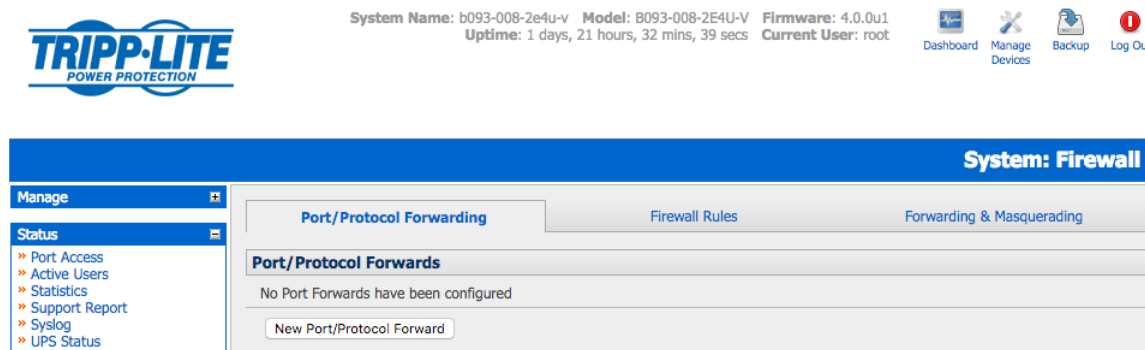 System Name: b093-008-2e4u-v Model: B093-008-2E4U-V Firmware: 4.0.0u1
Uptime: 1 days, 21 hours, 32 mins, 39 secs Current User: root
TRIPP·LITE
POWER PROTECTION
Dashboard
Manage
Devices
Backup
Log Ou
System: Firewall
Manage
Status
» Port Access
» Active Users
» Statistics
» Support Report
» Syslog
» UPS Status
Port/Protocol Forwarding
Firewall Rules
Forwarding & Masquerading
Port/Protocol Forwards
No Port Forwards have been configured
New Port/Protocol Forward